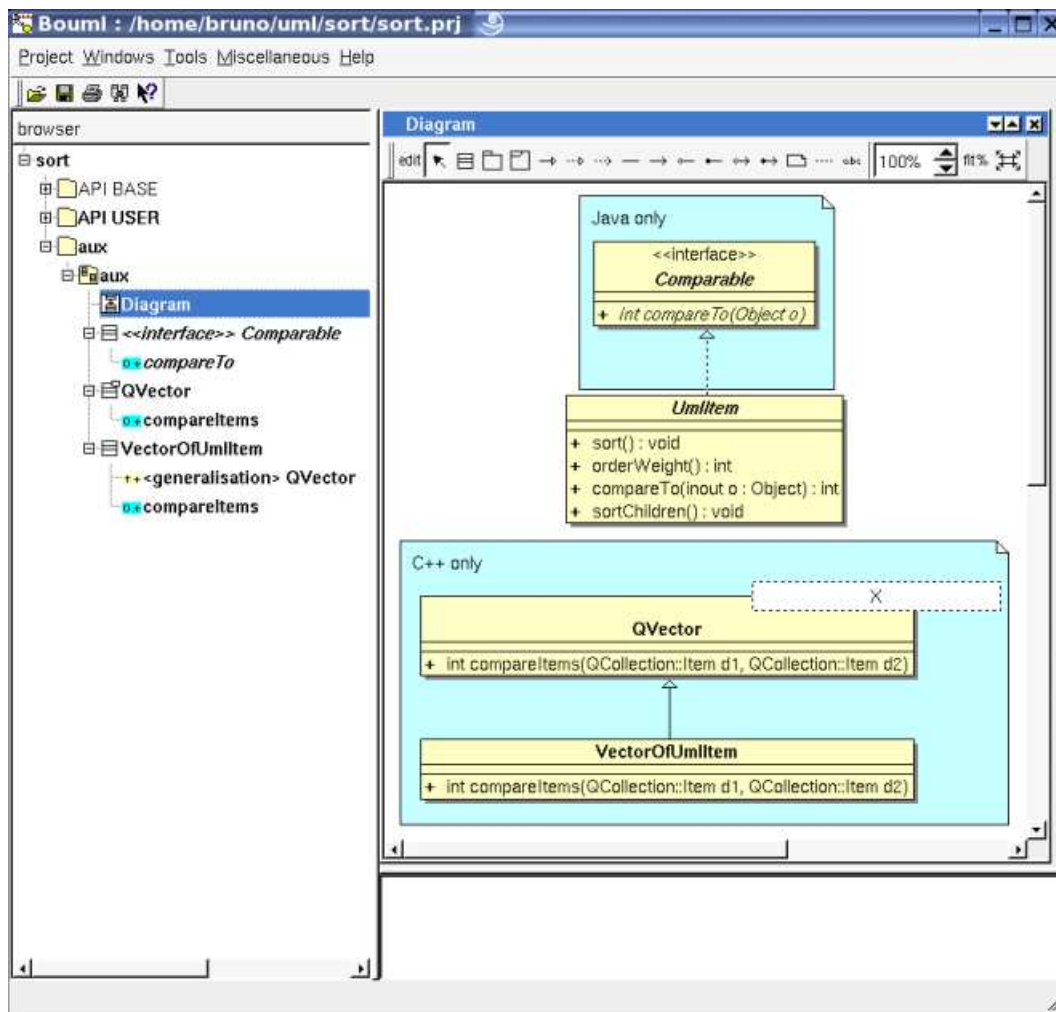 Bouml : /home/bruno/uml/sort/sort.prj
Project Windows Tools Miscellaneous Help
browser
sort
API BASE
API USER
aux
aux
Diagram
<<interface>> Comparable
compareTo
QVector
compareItems
VectorOfUmlItem
<generalisation> QVector
compareItems
Diagram
edit
abc
100%
fit%
Java only
<<interface>>
Comparable
+ int compareTo(Object o)
UmlItem
+ sort() : void
+ orderWeight() : int
+ compareTo(inout o : Object) : int
+ sortChildren() : void
C++ only
X
QVector
+ int compareItems(QCollection::Item d1, QCollection::Item d2)
VectorOfUmlItem
+ int compareItems(QCollection::Item d1, QCollection::Item d2)